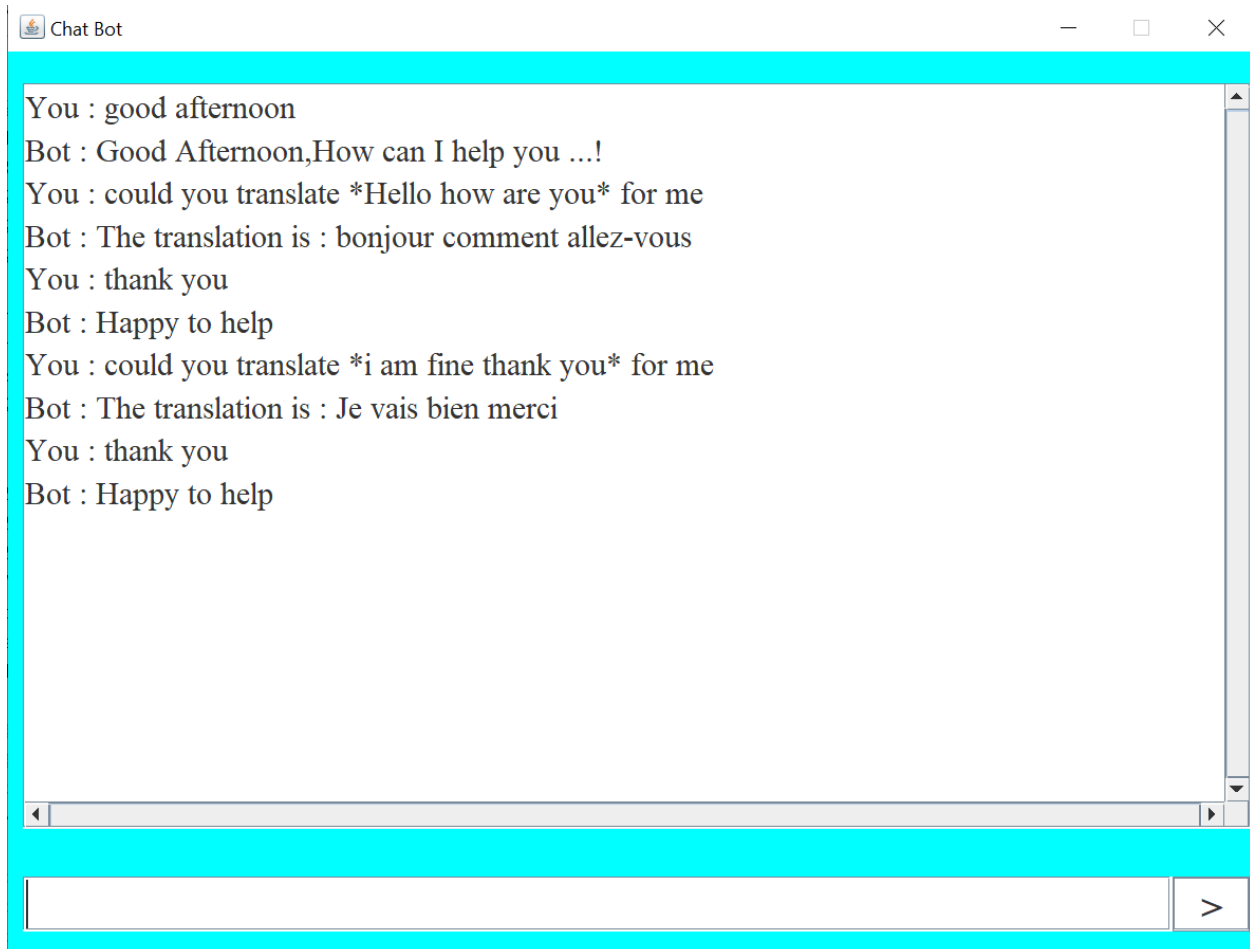 Chat Bot
You : good afternoon
Bot : Good Afternoon,How can I help you ...!
You : could you translate *Hello how are you* for me
Bot : The translation is : bonjour comment allez-vous
You : thank you
Bot : Happy to help
You : could you translate *i am fine thank you* for me
Bot : The translation is : Je vais bien merci
You : thank you
Bot : Happy to help
>